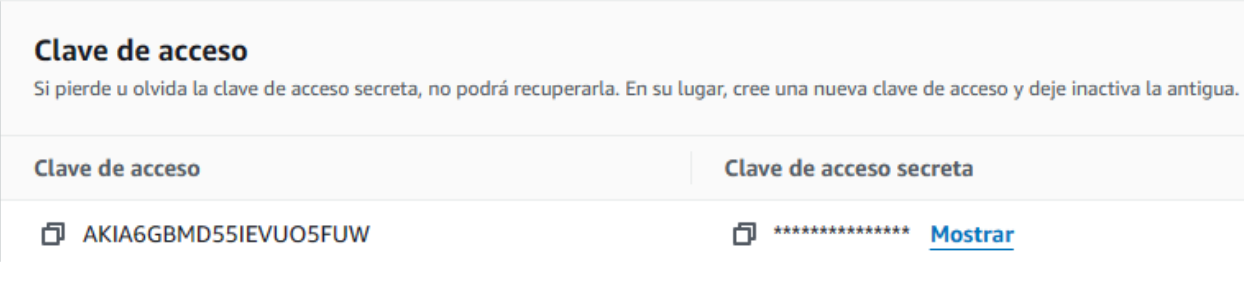 Clave de acceso
Si pierde u olvida la clave de acceso secreta, no podrá recuperarla. En su lugar, cree una nueva clave de acceso y deje inactiva la antigua.
Clave de acceso
Clave de acceso secreta
AKIA6GBMD55IEVUO5FUW
*************** Mostrar